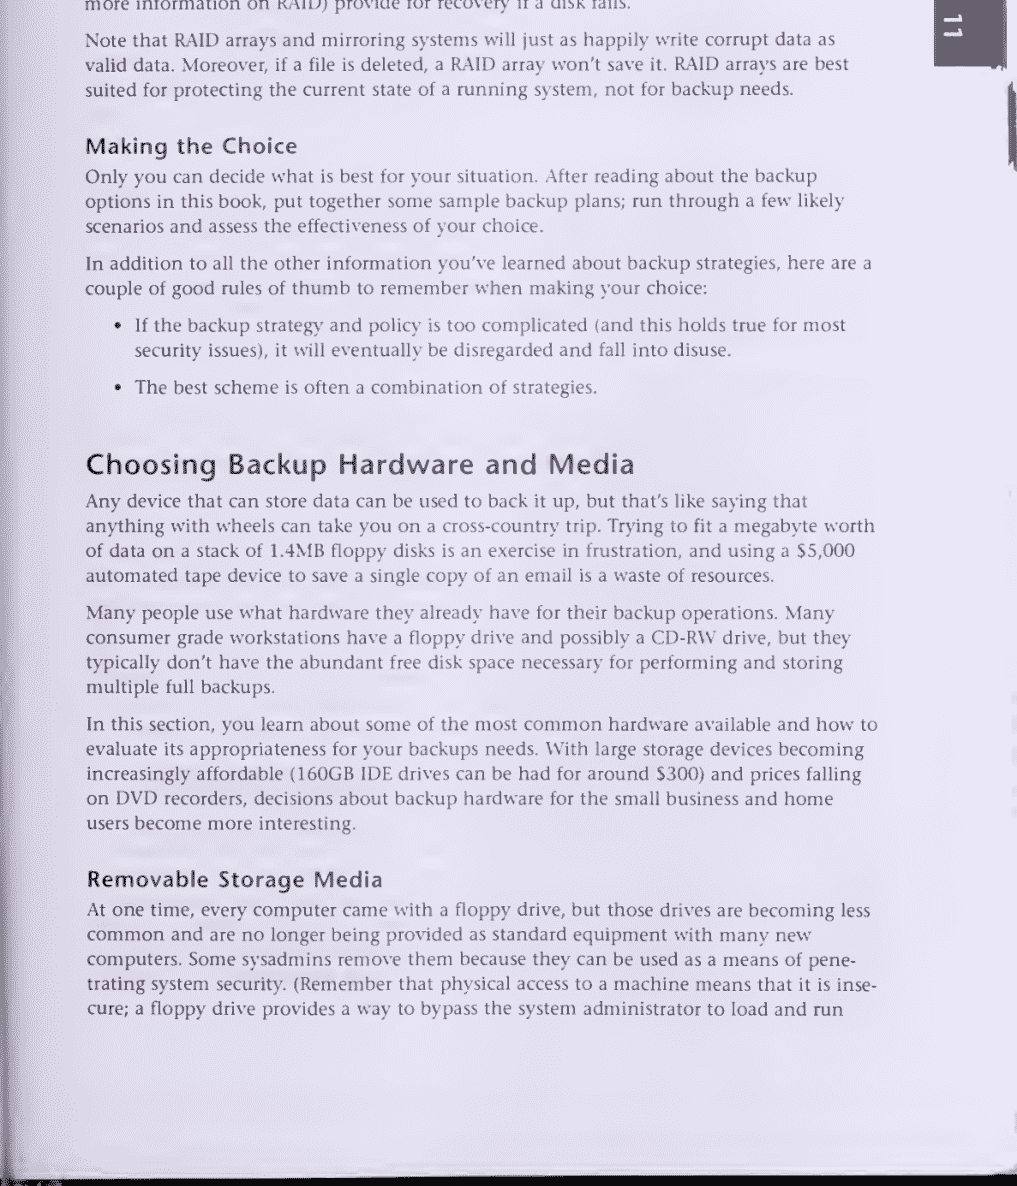 more information on RAID) provide for recovery if a disk fails.
11
Note that RAID arrays and mirroring systems will just as happily write corrupt data as
valid data. Moreover, if a file is deleted, a RAID array won't save it. RAID arrays are best
suited for protecting the current state of a running system, not for backup needs.
Making the Choice
Only you can decide what is best for your situation. After reading about the backup
options in this book, put together some sample backup plans; run through a few likely
scenarios and assess the effectiveness of your choice.
In addition to all the other information you've learned about backup strategies, here are a
couple of good rules of thumb to remember when making your choice:
• If the backup strategy and policy is too complicated (and this holds true for most
security issues), it will eventually be disregarded and fall into disuse.
• The best scheme is often a combination of strategies.
Choosing Backup Hardware and Media
Any device that can store data can be used to back it up, but that's like saying that
anything with wheels can take you on a cross-country trip. Trying to fit a megabyte worth
of data on a stack of 1.4MB floppy disks is an exercise in frustration, and using a $5,000
automated tape device to save a single copy of an email is a waste of resources.
Many people use what hardware they already have for their backup operations. Many
consumer grade workstations have a floppy drive and possibly a CD-RW drive, but they
typically don't have the abundant free disk space necessary for performing and storing
multiple full backups.
In this section, you learn about some of the most common hardware available and how to
evaluate its appropriateness for your backups needs. With large storage devices becoming
increasingly affordable (160GB IDE drives can be had for around $300) and prices falling
on DVD recorders, decisions about backup hardware for the small business and home
users become more interesting.
Removable Storage Media
At one time, every computer came with a floppy drive, but those drives are becoming less
common and are no longer being provided as standard equipment with many new
computers. Some sysadmins remove them because they can be used as a means of pene-
trating system security. (Remember that physical access to a machine means that it is inse-
cure; a floppy drive provides a way to bypass the system administrator to load and run